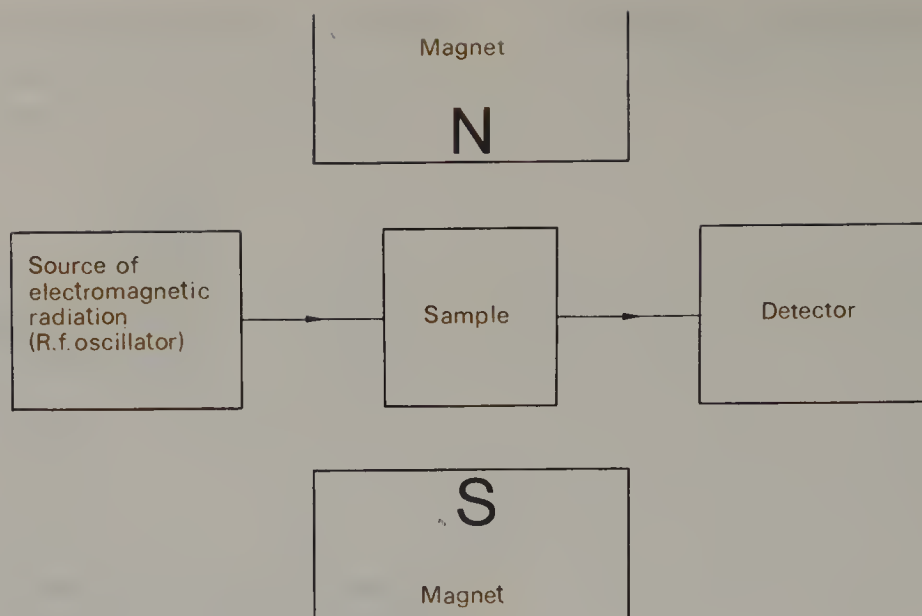 Magnet
N
Source of
electromagnetic
radiation
(R.f. oscillator)
Sample
Detector
S
Magnet